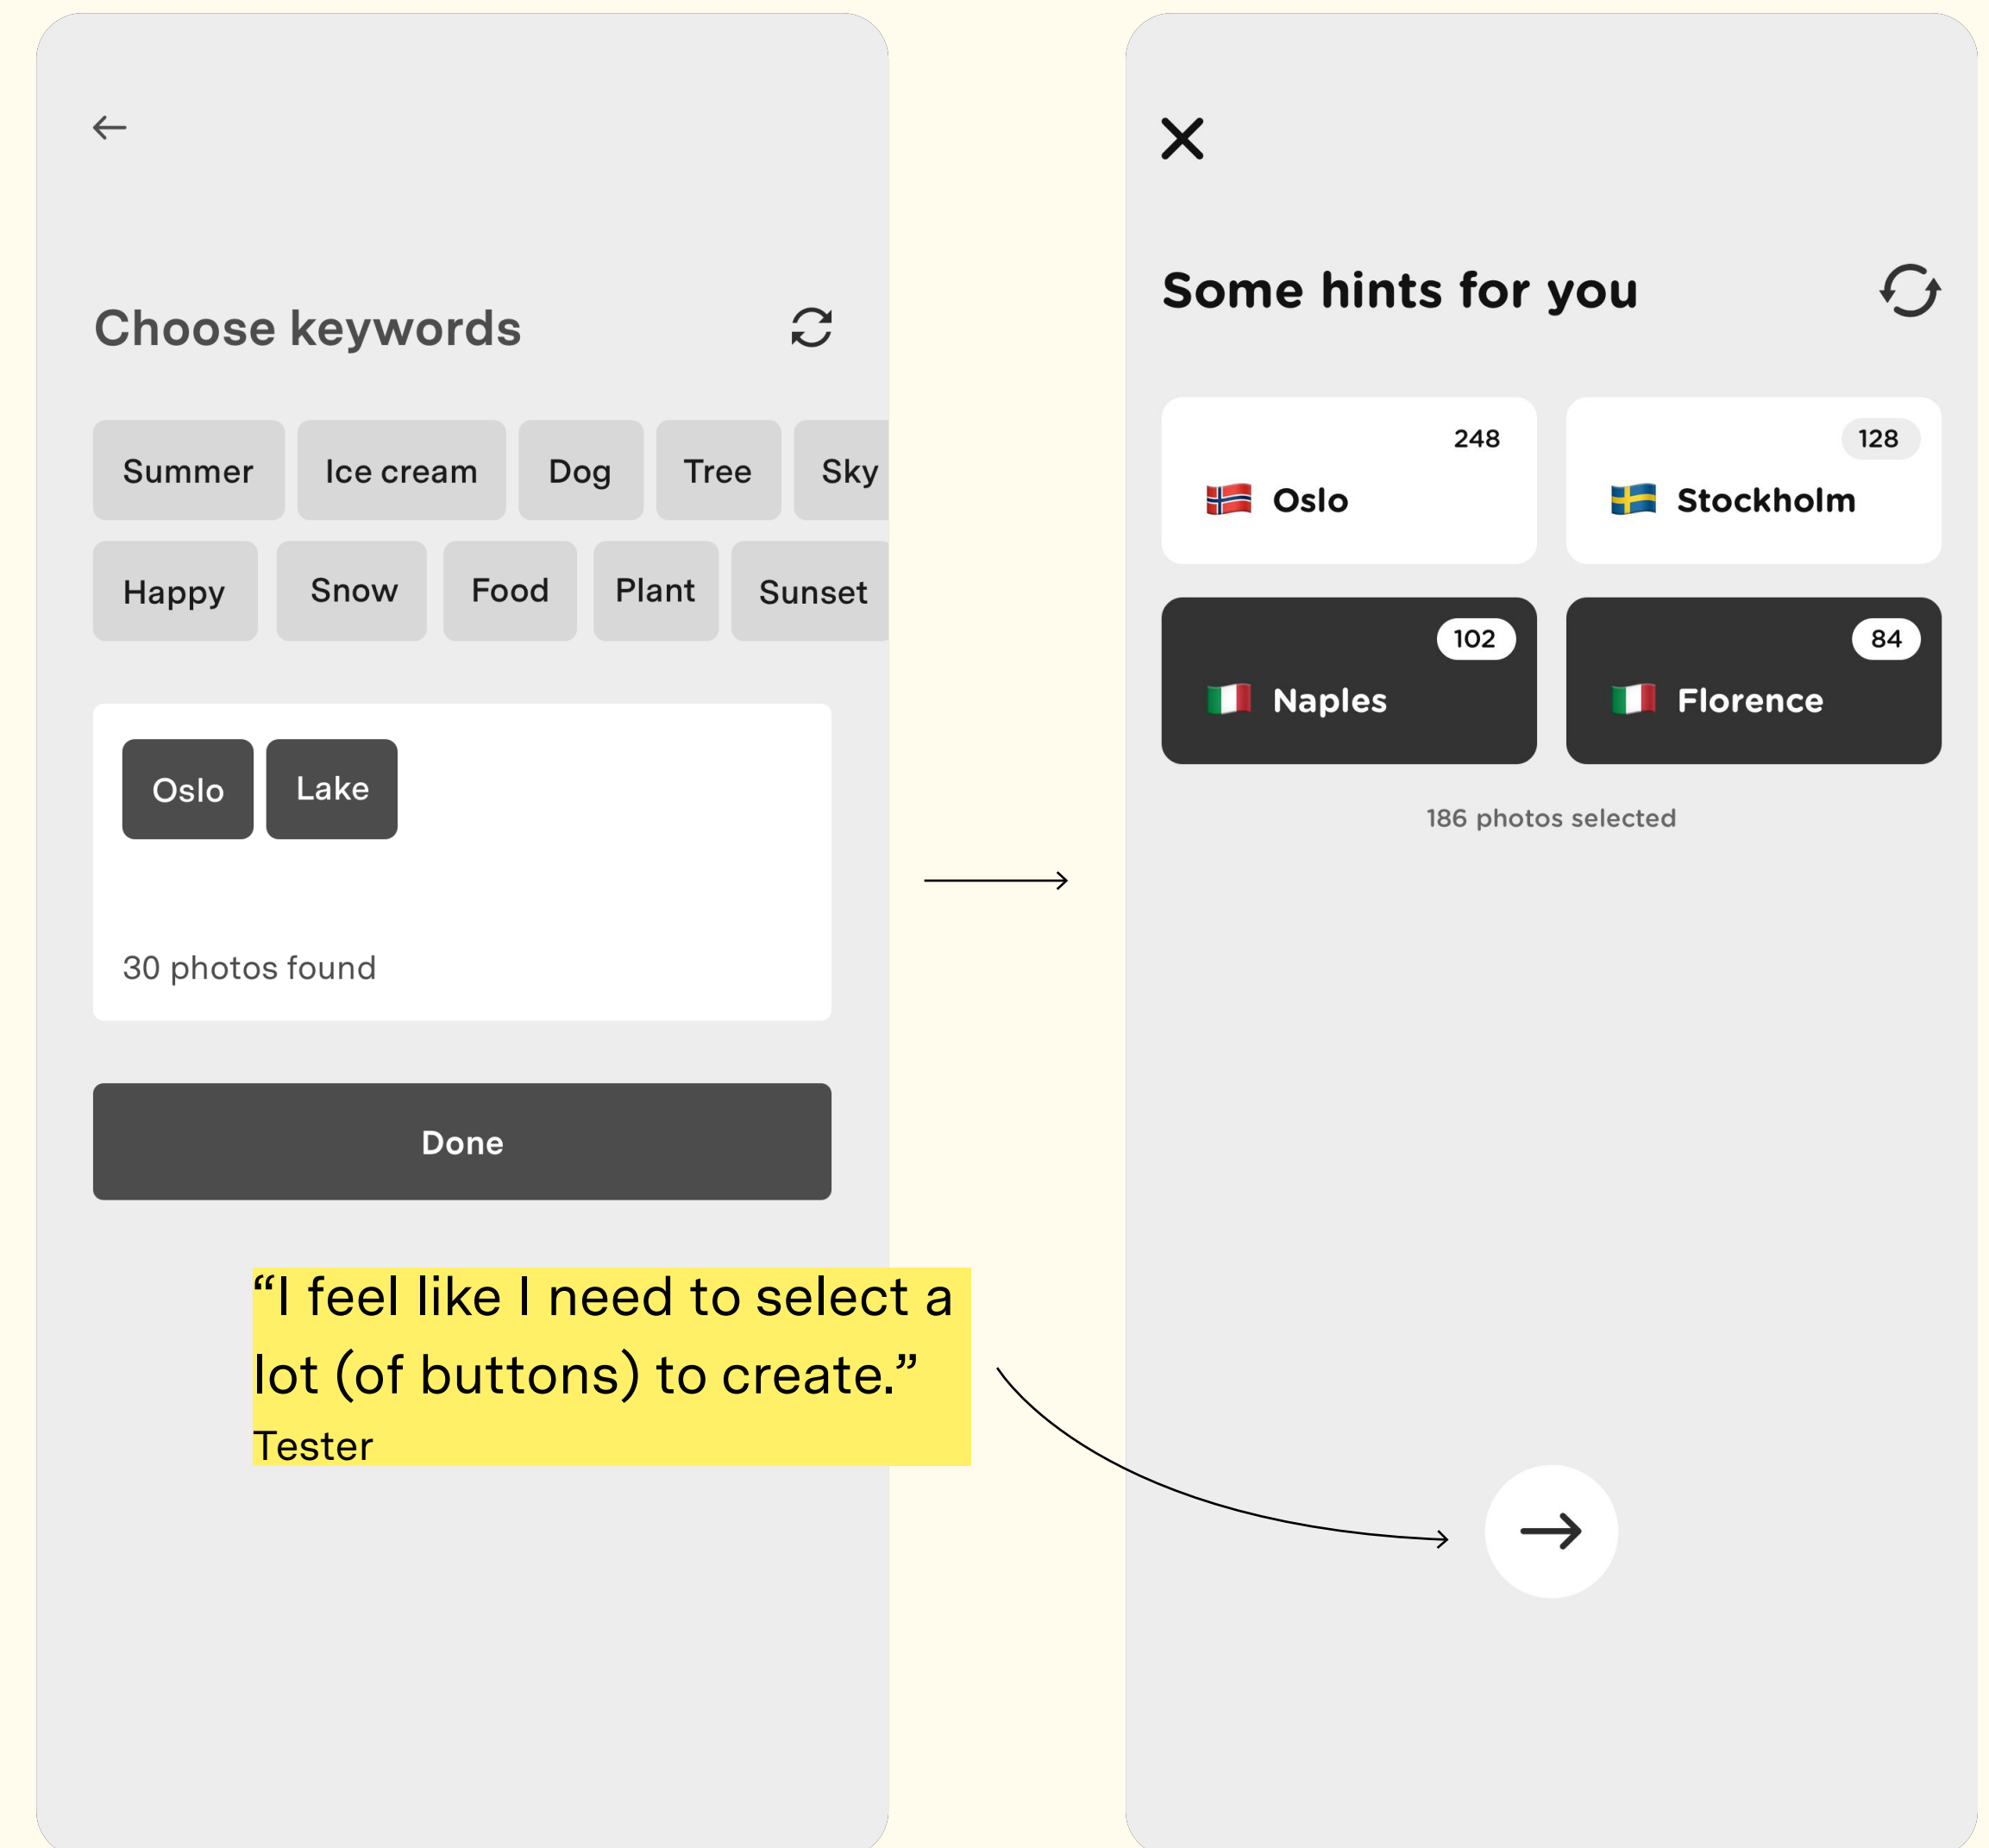 Choose keywords
Summer Ice cream Dog Tree Sky
Happy Snow Food Plant Sunset
Oslo Lake
30 photos found
Done
“I feel like I need to select a
lot (of buttons) to create.”
Tester
Some hints for you
248
🇳🇴 Oslo
128
🇸🇪 Stockholm
102
🇮🇹 Naples
84
🇮🇹 Florence
186 photos selected